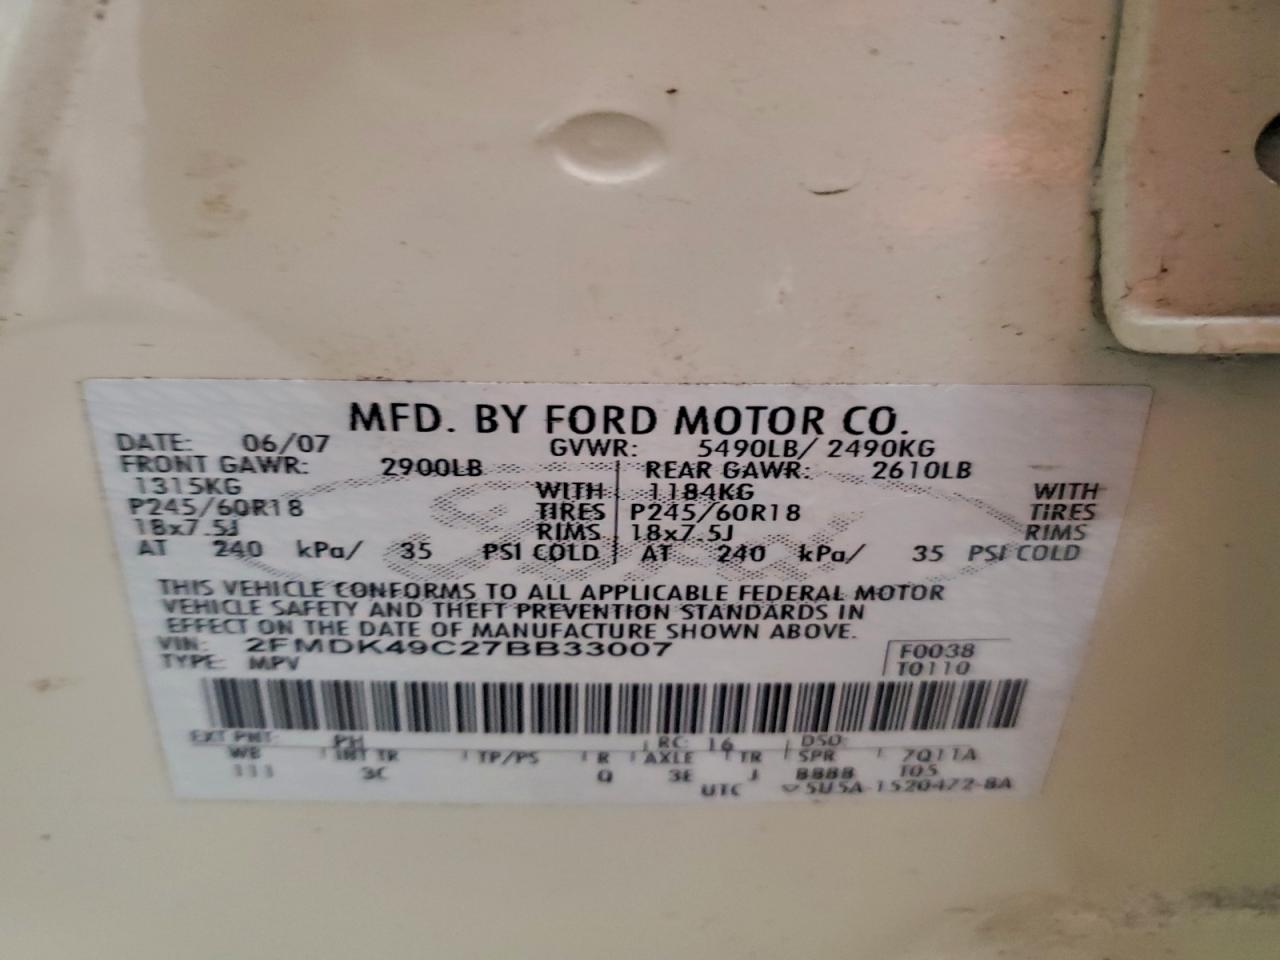 MFD. BY FORD MOTOR CO.
DATE: 06/07 GVWR: 5490LB/ 2490KG
FRONT GAWR: 2900LB REAR GAWR: 2610LB
1315KG WITH 1184KG WITH
P245/60R18 TIRES P245/60R18 TIRES
18x7.5J RIMS 18x7.5J RIMS
AT 240 kPa/ 35 PSI COLD AT 240 kPa/ 35 PSI COLD
THIS VEHICLE CONFORMS TO ALL APPLICABLE FEDERAL MOTOR
VEHICLE SAFETY AND THEFT PREVENTION STANDARDS IN
EFFECT ON THE DATE OF MANUFACTURE SHOWN ABOVE.
VIN: 2FMDK49C27BB33007 F0038
TYPE: MPV T0110
EXT PNT: PH RC: 16 DSO:
WB INT TR TP/PS R AXLE TR SPR 7Q11A
111 3C Q 3E J BBBB T05
UTC 5U5A-1520472-BA